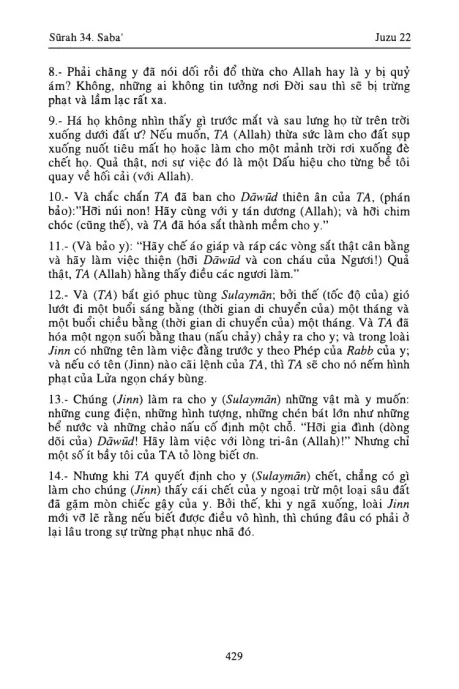 Sūrah 34. Saba'
Juzu 22
8.- Phải chăng y đã nói dối rồi đổ thừa cho Allah hay là y bị quỷ
ám? Không, những ai không tin tưởng nơi Đời sau thì sẽ bị trừng
phạt và lầm lạc rất xa.
9.- Há họ không nhìn thấy gì trước mắt và sau lưng họ từ trên trời
xuống dưới đất ư? Nếu muốn, TA (Allah) thừa sức làm cho đất sụp
xuống nuốt tiêu mất họ hoặc làm cho một mảnh trời rơi xuống đè
chết họ. Quả thật, nơi sự việc đó là một Dấu hiệu cho từng bề tôi
quay về hối cải (với Allah).
10.- Và chắc chắn TA đã ban cho Dāwūd thiên ân của TA, (phán
bảo):"Hỡi núi non! Hãy cùng với y tán dương (Allah); và hỡi chim
chóc (cũng thế), và TA đã hóa sắt thành mềm cho y."
11.- (Và bảo y): "Hãy chế áo giáp và ráp các vòng sắt thật cân bằng
và hãy làm việc thiện (hỡi Dāwūd và con cháu của Ngươi!) Quả
thật, TA (Allah) hằng thấy điều các ngươi làm."
12.- Và (TA) bắt gió phục tùng Sulaymān; bởi thế (tốc độ của) gió
lướt đi một buổi sáng bằng (thời gian di chuyển của) một tháng và
một buổi chiều bằng (thời gian di chuyển của) một tháng. Và TA đã
hóa một ngọn suối bằng thau (nấu chảy) chảy ra cho y; và trong loài
Jinn có những tên làm việc đằng trước y theo Phép của Rabb của y;
và nếu có tên (Jinn) nào cãi lệnh của TA, thì TA sẽ cho nó nếm hình
phạt của Lửa ngọn cháy bùng.
13.- Chúng (Jinn) làm ra cho y (Sulaymān) những vật mà y muốn:
những cung điện, những hình tượng, những chén bát lớn như những
bể nước và những chảo nấu cố định một chỗ. "Hỡi gia đình (dòng
dõi của) Dāwūd! Hãy làm việc với lòng tri-ân (Allah)!" Nhưng chỉ
một số ít bầy tôi của TA tỏ lòng biết ơn.
14.- Nhưng khi TA quyết định cho y (Sulaymān) chết, chẳng có gì
làm cho chúng (Jinn) thấy cái chết của y ngoại trừ một loại sâu đất
đã gặm mòn chiếc gậy của y. Bởi thế, khi y ngã xuống, loài Jinn
mới vỡ lẽ rằng nếu biết được điều vô hình, thì chúng đâu có phải ở
lại lâu trong sự trừng phạt nhục nhã đó.
429